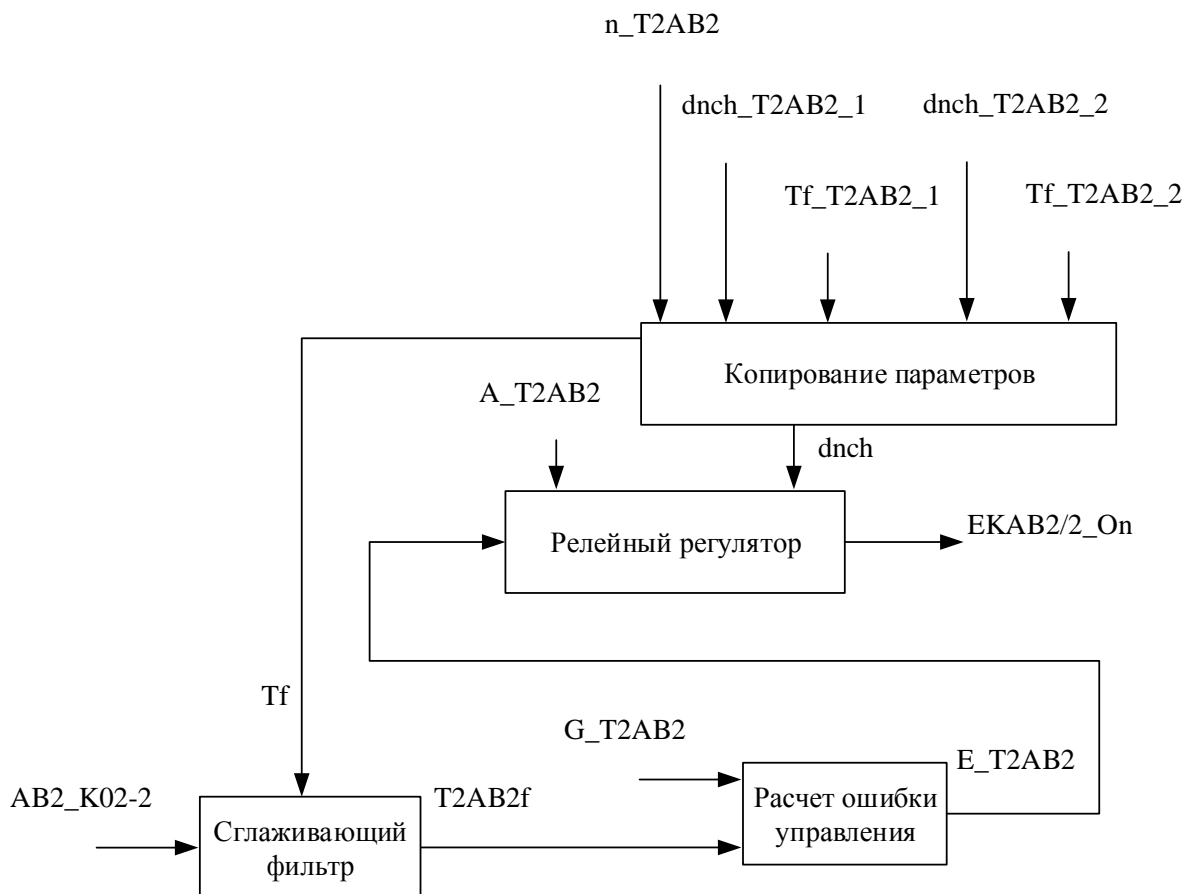 n_T2AB2
dnch_T2AB2_1
dnch_T2AB2_2
Tf_T2AB2_1
Tf_T2AB2_2
Копирование параметров
A_T2AB2
dnch
Релейный регулятор
EKAB2/2_On
Tf
G_T2AB2
E_T2AB2
AB2_K02-2
T2AB2f
Расчет ошибки
управления
Сглаживающий
фильтр